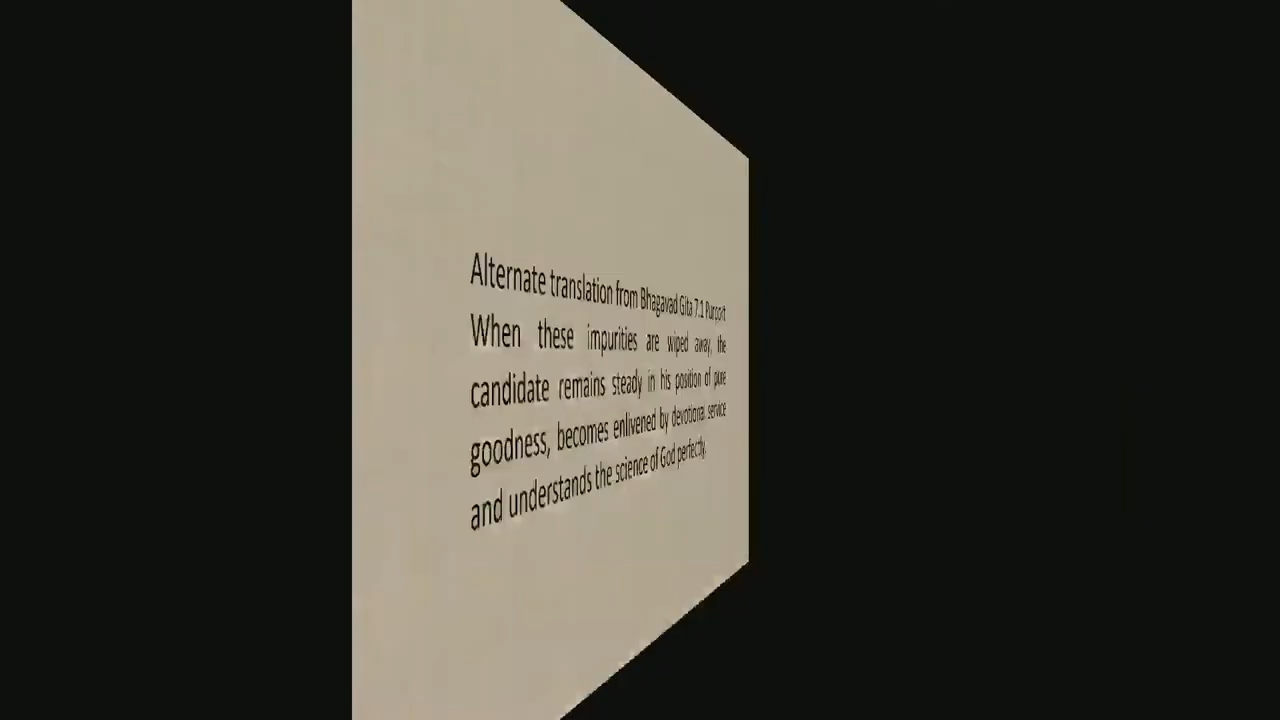 Alternate translation from Bhagavad Gita 7.1 Purport
When these impurities are wiped away, the
candidate remains steady in his position of pure
goodness, becomes enlivened by devotional service
and understands the science of God perfectly.